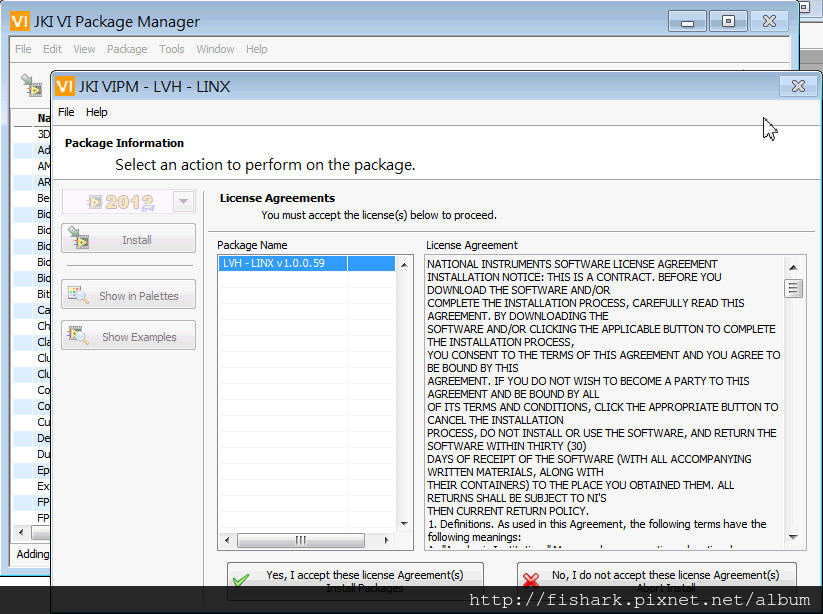 VI JKI VI Package Manager
File Edit View Package Tools Window Help
VI JKI VIPM - LVH - LINX
File Help
Package Information
Select an action to perform on the package.
2012
64
Install
Show in Palettes
Show Examples
License Agreements
You must accept the license(s) below to proceed.
Package Name
LVH - LINX v1.0.0.59
License Agreement
NATIONAL INSTRUMENTS SOFTWARE LICENSE AGREEMENT
INSTALLATION NOTICE: THIS IS A CONTRACT. BEFORE YOU
DOWNLOAD THE SOFTWARE AND/OR
COMPLETE THE INSTALLATION PROCESS, CAREFULLY READ THIS
AGREEMENT. BY DOWNLOADING THE
SOFTWARE AND/OR CLICKING THE APPLICABLE BUTTON TO COMPLETE
THE INSTALLATION PROCESS,
YOU CONSENT TO THE TERMS OF THIS AGREEMENT AND YOU AGREE TO
BE BOUND BY THIS
AGREEMENT. IF YOU DO NOT WISH TO BECOME A PARTY TO THIS
AGREEMENT AND BE BOUND BY ALL
OF ITS TERMS AND CONDITIONS, CLICK THE APPROPRIATE BUTTON TO
CANCEL THE INSTALLATION
PROCESS, DO NOT INSTALL OR USE THE SOFTWARE, AND RETURN THE
SOFTWARE WITHIN THIRTY (30)
DAYS OF RECEIPT OF THE SOFTWARE (WITH ALL ACCOMPANYING
WRITTEN MATERIALS, ALONG WITH
THEIR CONTAINERS) TO THE PLACE YOU OBTAINED THEM. ALL
RETURNS SHALL BE SUBJECT TO NI'S
THEN CURRENT RETURN POLICY.
1. Definitions. As used in this Agreement, the following terms have the
following meanings:
Na
3D
Ad
AM
AR
Be
Bio
Bio
Bio
Bio
Bio
Bit
Ca
Ch
Cla
Clu
Co
Co
Cu
De
Du
Ep
Ex
FP
FP
Adding
Yes, I accept these license Agreement(s)
Install Packages
No, I do not accept these license Agreement(s)
Abort Install
http://fishark.pixnet.net/album